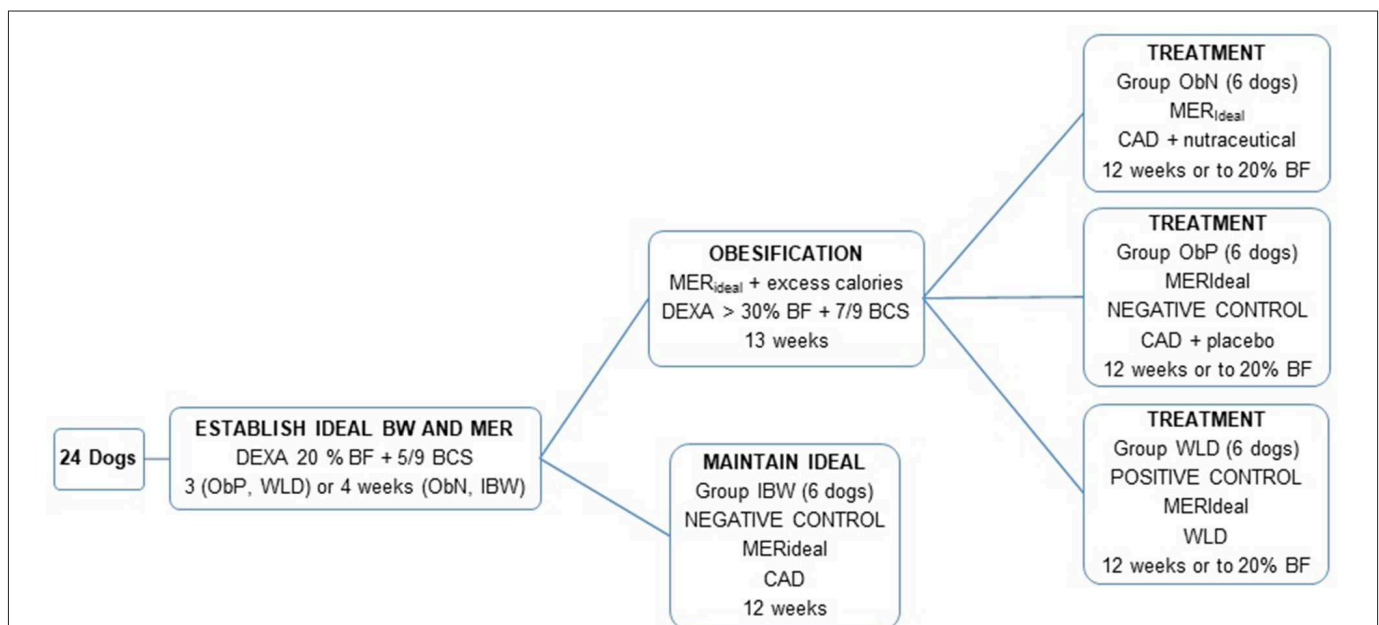 24 Dogs
ESTABLISH IDEAL BW AND MER
DEXA 20 % BF + 5/9 BCS
3 (ObP, WLD) or 4 weeks (ObN, IBW)
OBESIFICATION
MERideal + excess calories
DEXA > 30% BF + 7/9 BCS
13 weeks
MAINTAIN IDEAL
Group IBW (6 dogs)
NEGATIVE CONTROL
MERideal
CAD
12 weeks
TREATMENT
Group ObN (6 dogs)
MERIdeal
CAD + nutraceutical
12 weeks or to 20% BF
TREATMENT
Group ObP (6 dogs)
MERIdeal
NEGATIVE CONTROL
CAD + placebo
12 weeks or to 20% BF
TREATMENT
Group WLD (6 dogs)
POSITIVE CONTROL
MERIdeal
WLD
12 weeks or to 20% BF